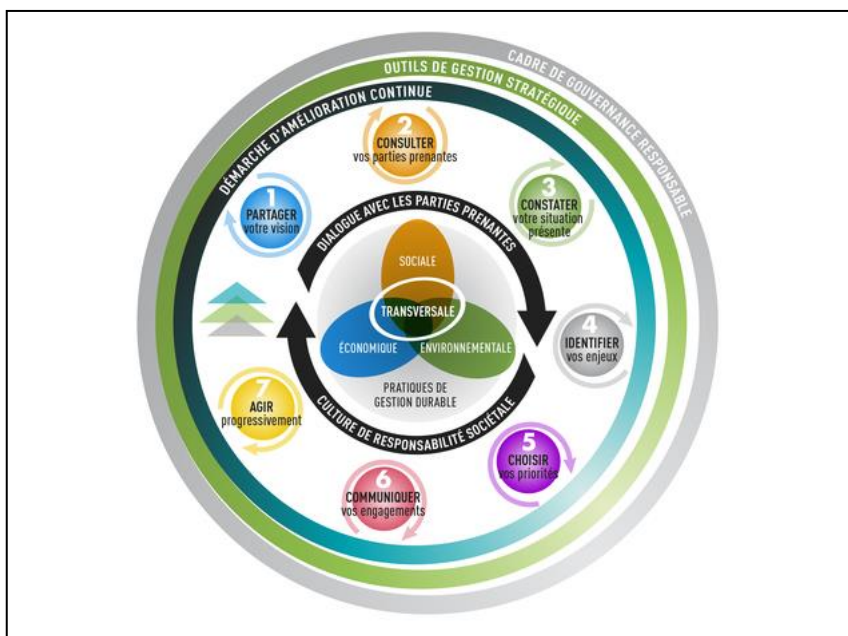 CADRE DE GOUVERNANCE RESPONSABLE
OUTILS DE GESTION STRATÉGIQUE
DÉMARCHE D'AMÉLIORATION CONTINUE
1
PARTAGER
votre vision
2
CONSULTER
vos parties prenantes
3
CONSTATER
votre situation
présente
4
IDENTIFIER
vos enjeux
5
CHOISIR
vos priorités
6
COMMUNIQUER
vos engagements
7
AGIR
progressivement
DIALOGUE AVEC LES PARTIES PRENANTES
CULTURE DE RESPONSABILITÉ SOCIÉTALE
SOCIALE
TRANSVERSALE
ÉCONOMIQUE
ENVIRONNEMENTALE
PRATIQUES DE
GESTION DURABLE